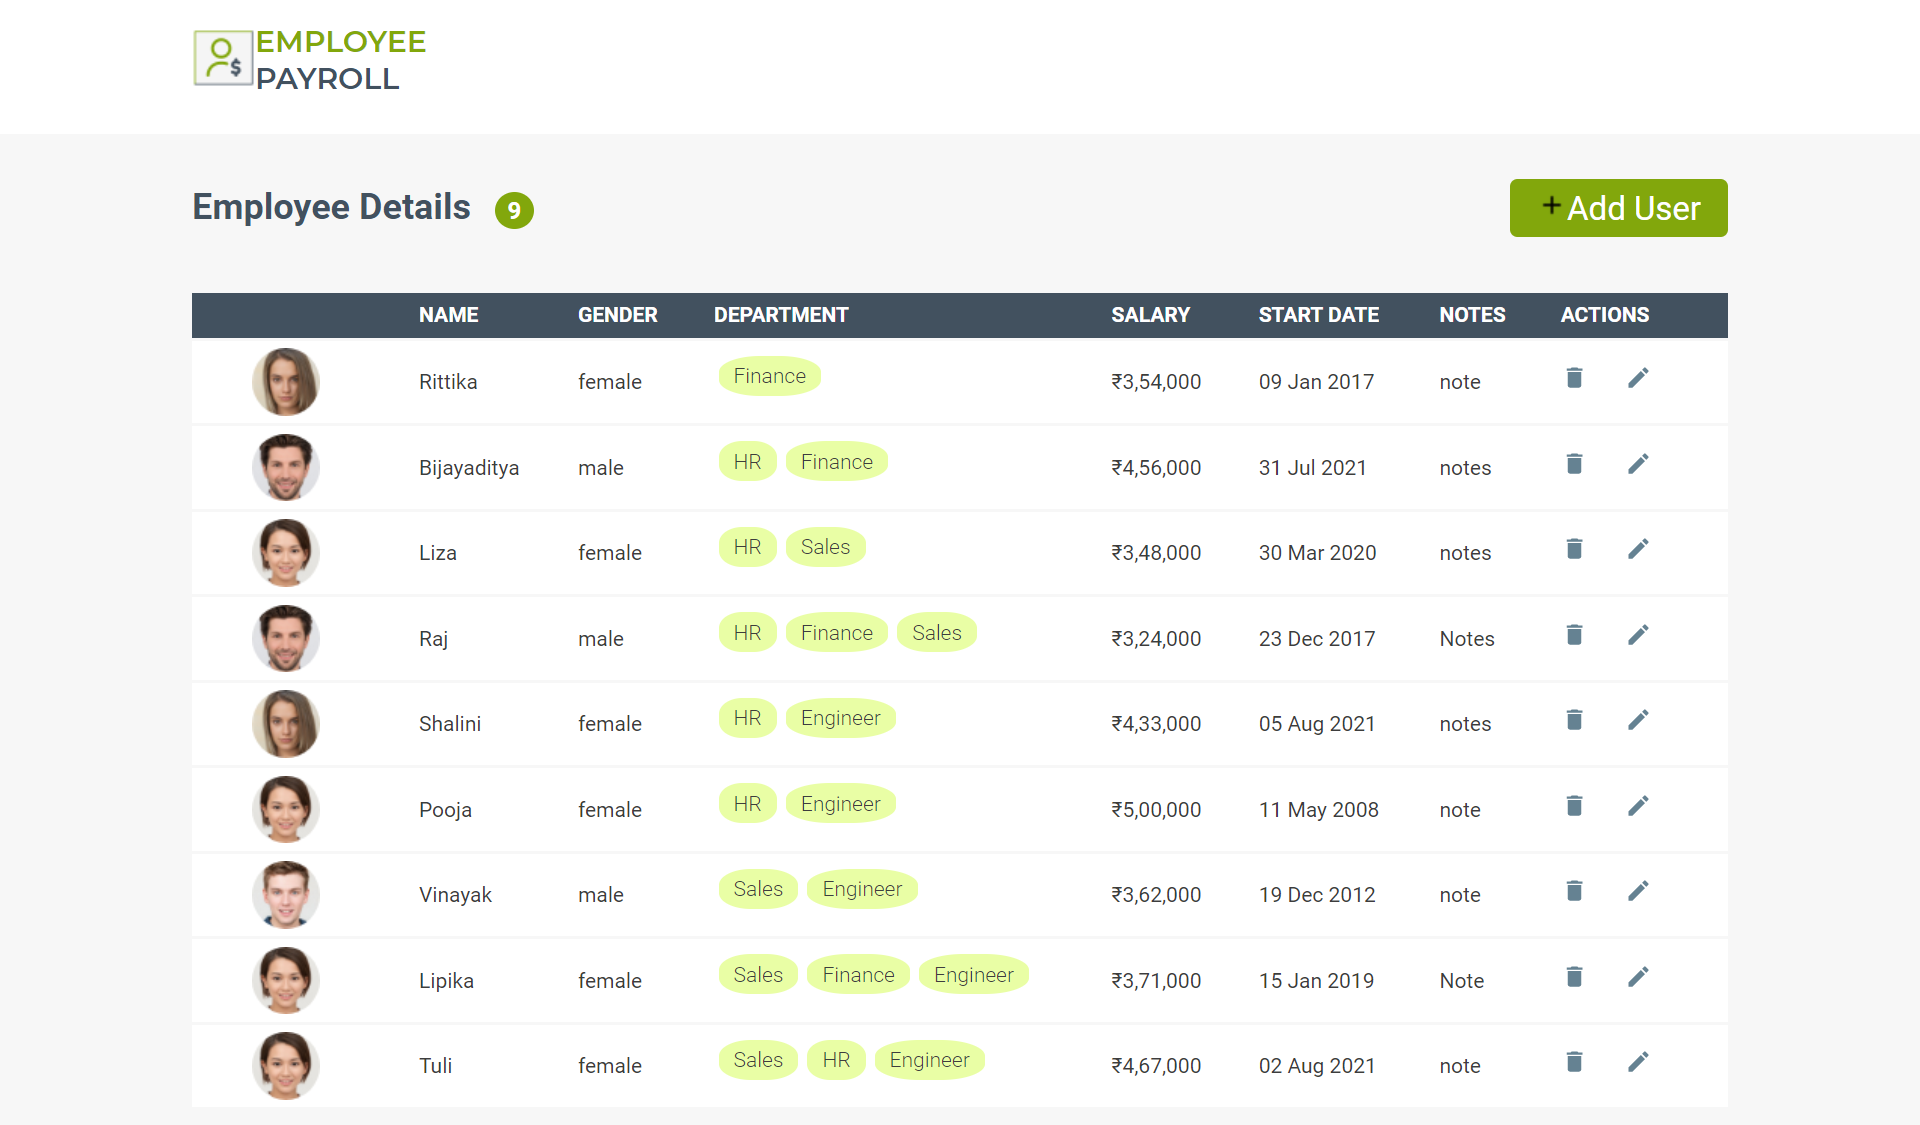 EMPLOYEE
PAYROLL
Employee Details 9
+ Add User
NAME GENDER DEPARTMENT SALARY START DATE NOTES ACTIONS
Rittika female Finance ₹3,54,000 09 Jan 2017 note
Bijayaditya male HR Finance ₹4,56,000 31 Jul 2021 notes
Liza female HR Sales ₹3,48,000 30 Mar 2020 notes
Raj male HR Finance Sales ₹3,24,000 23 Dec 2017 Notes
Shalini female HR Engineer ₹4,33,000 05 Aug 2021 notes
Pooja female HR Engineer ₹5,00,000 11 May 2008 note
Vinayak male Sales Engineer ₹3,62,000 19 Dec 2012 note
Lipika female Sales Finance Engineer ₹3,71,000 15 Jan 2019 Note
Tuli female Sales HR Engineer ₹4,67,000 02 Aug 2021 note